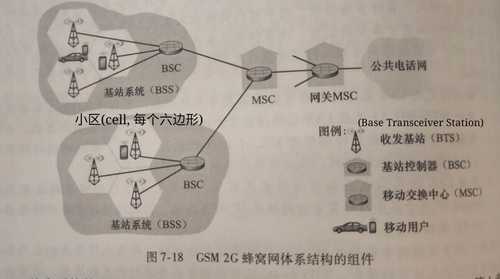 BSC
公共电话网
基站系统（BSS）
MSC
网关MSC
小区(cell, 每个六边形)
图例：
(Base Transceiver Station)
收发基站（BTS）
基站控制器（BSC）
BSC
移动交换中心（MSC）
基站系统（BSS）
移动用户
图 7-18 GSM 2G 蜂窝网体系结构的组件